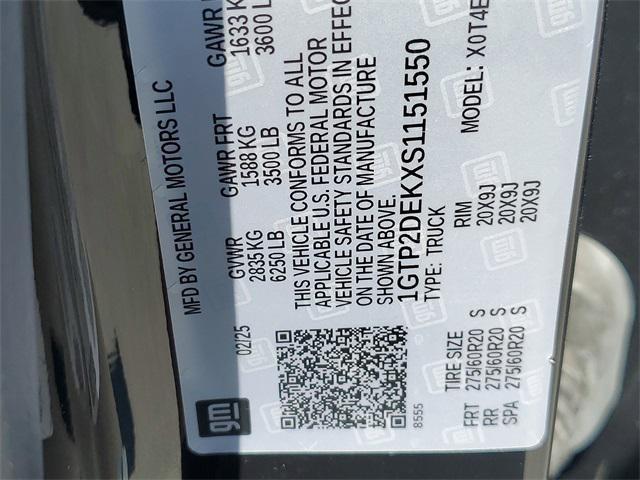 MFD BY GENERAL MOTORS LLC
02/25
GVWR
2835 KG
6250 LB
GAWR FRT
1588 KG
3500 LB
GAWR
1633
3600 L
THIS VEHICLE CONFORMS TO ALL
APPLICABLE U.S. FEDERAL MOTOR
VEHICLE SAFETY STANDARDS IN EFFEC
ON THE DATE OF MANUFACTURE
SHOWN ABOVE.
1GTP2DEKXS1151550
TYPE: TRUCK
MODEL: X0T4
8555
TIRE SIZE RIM
FRT 275/60R20 S 20X9J
RR 275/60R20 S 20X9J
SPA 275/60R20 S 20X9J
gm